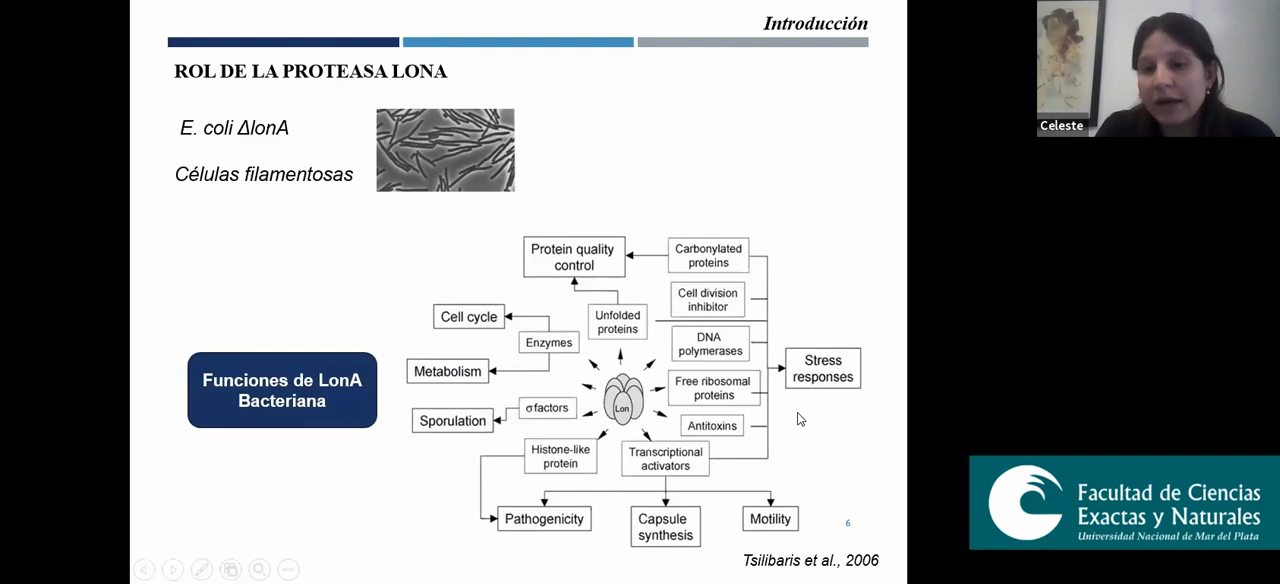 Introducción
ROL DE LA PROTEASA LONA
E. coli ΔlonA
Células filamentosas
Protein quality
control
Carbonylated
proteins
Cell division
inhibitor
Cell cycle
Unfolded
proteins
Enzymes
DNA
polymerases
Metabolism
Stress
responses
Free ribosomal
proteins
Funciones de LonA
Bacteriana
Lon
σfactors
Sporulation
Antitoxins
Histone-like
protein
Transcriptional
activators
Pathogenicity
Capsule
synthesis
Motility
6
Tsilibaris et al., 2006
Celeste
Facultad de Ciencias
Exactas y Naturales
Universidad Nacional de Mar del Plata